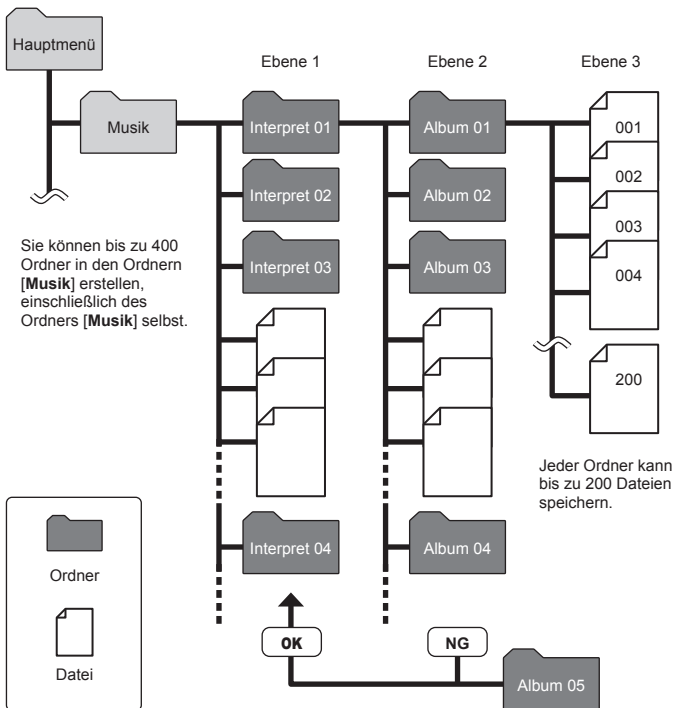 Hauptmenü
Ebene 1
Ebene 2
Ebene 3
Musik
Interpret 01
Album 01
001
Interpret 02
Album 02
002
003
Interpret 03
Album 03
004
Sie können bis zu 400
Ordner in den Ordnern
[Musik] erstellen,
einschließlich des
Ordners [Musik] selbst.
200
Jeder Ordner kann
bis zu 200 Dateien
speichern.
Interpret 04
Album 04
Ordner
Datei
OK
NG
Album 05